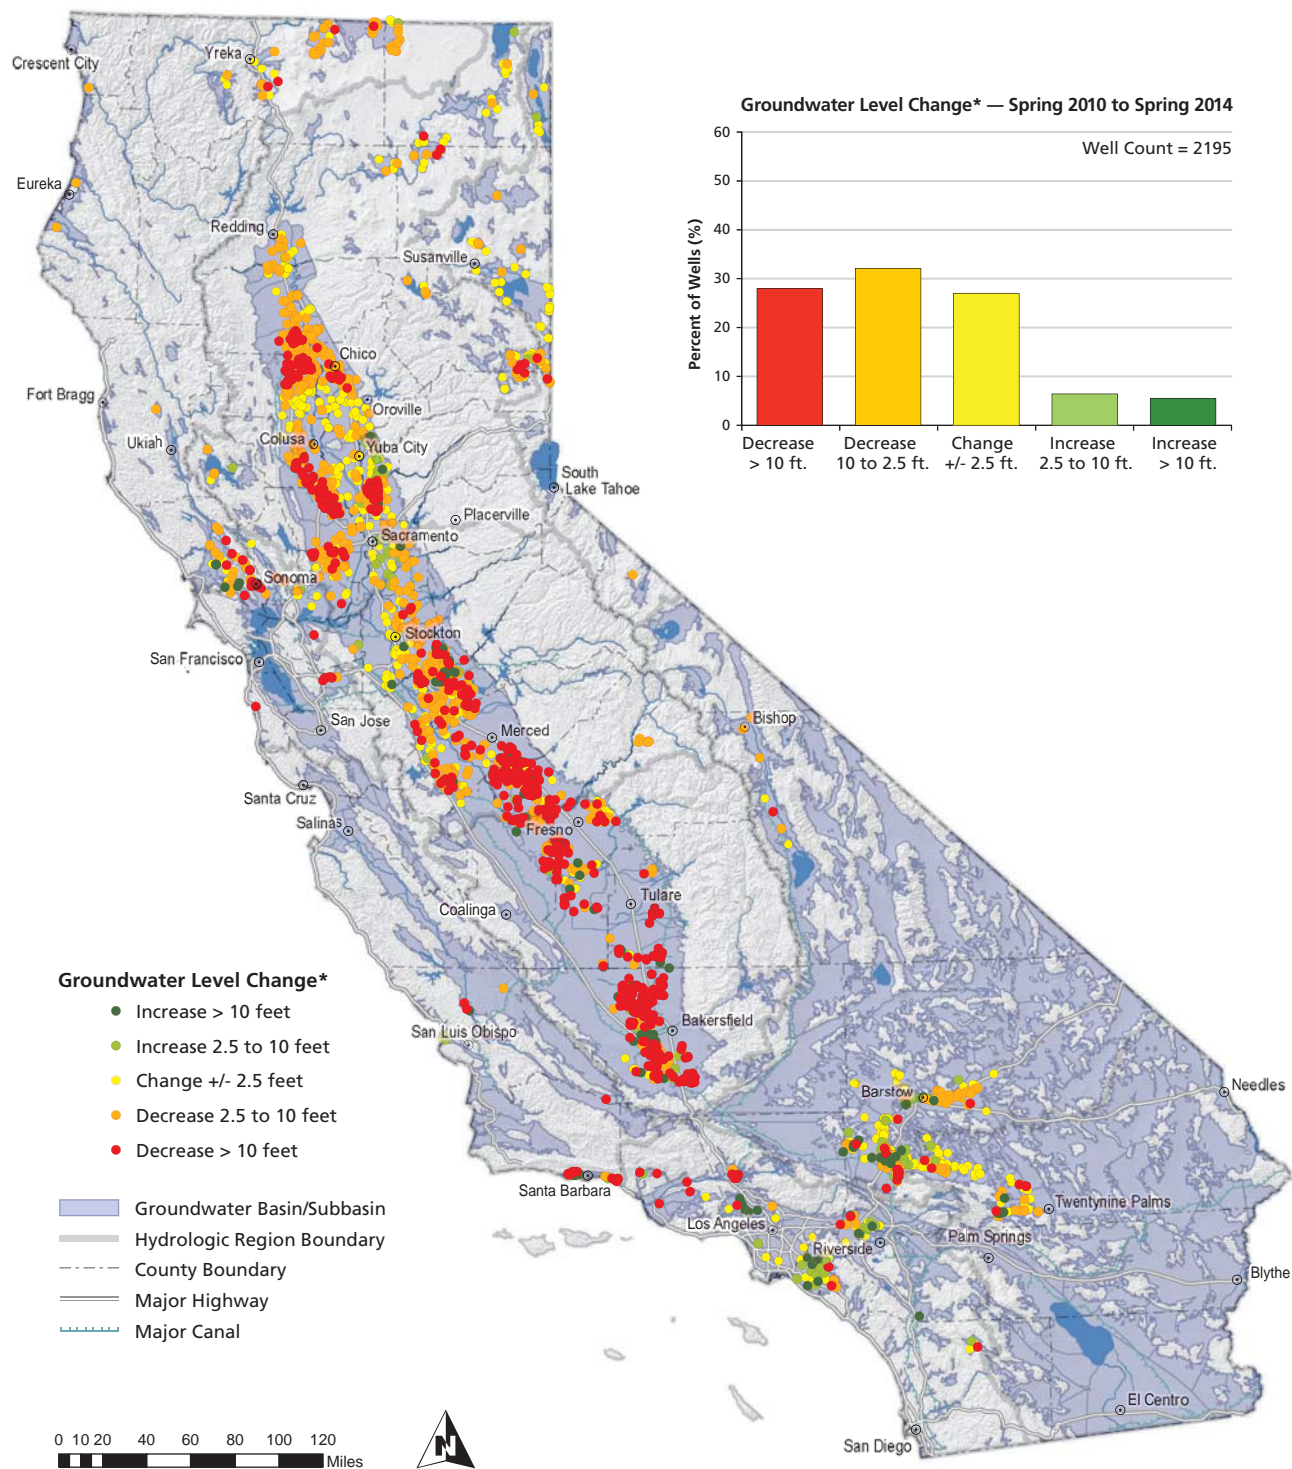 Crescent City
Yreka
Eureka
Redding
Susanville
Chico
Fort Bragg
Oroville
Ukiah
Colusa
Yuba City
South
Lake Tahoe
Placerville
Sacramento
Sonoma
Stockton
San Francisco
San Jose
Bishop
Merced
Santa Cruz
Salinas
Fresno
Tulare
Coalinga
San Luis Obispo
Bakersfield
Barstow
Needles
Santa Barbara
Los Angeles
Twentynine Palms
Riverside
Palm Springs
Blythe
El Centro
San Diego
Groundwater Level Change* — Spring 2010 to Spring 2014
Well Count = 2195
Percent of Wells (%)
60
50
40
30
20
10
0
Decrease
> 10 ft.
Decrease
10 to 2.5 ft.
Change
+/- 2.5 ft.
Increase
2.5 to 10 ft.
Increase
> 10 ft.
Groundwater Level Change*
Increase > 10 feet
Increase 2.5 to 10 feet
Change +/- 2.5 feet
Decrease 2.5 to 10 feet
Decrease > 10 feet
Groundwater Basin/Subbasin
Hydrologic Region Boundary
County Boundary
Major Highway
Major Canal
0 10 20 40 60 80 100 120
Miles
N